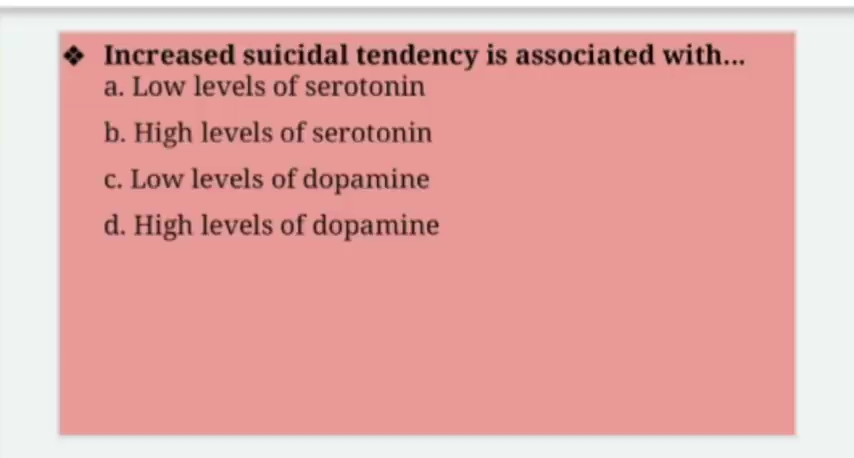 ❖ Increased suicidal tendency is associated with...
a. Low levels of serotonin
b. High levels of serotonin
c. Low levels of dopamine
d. High levels of dopamine